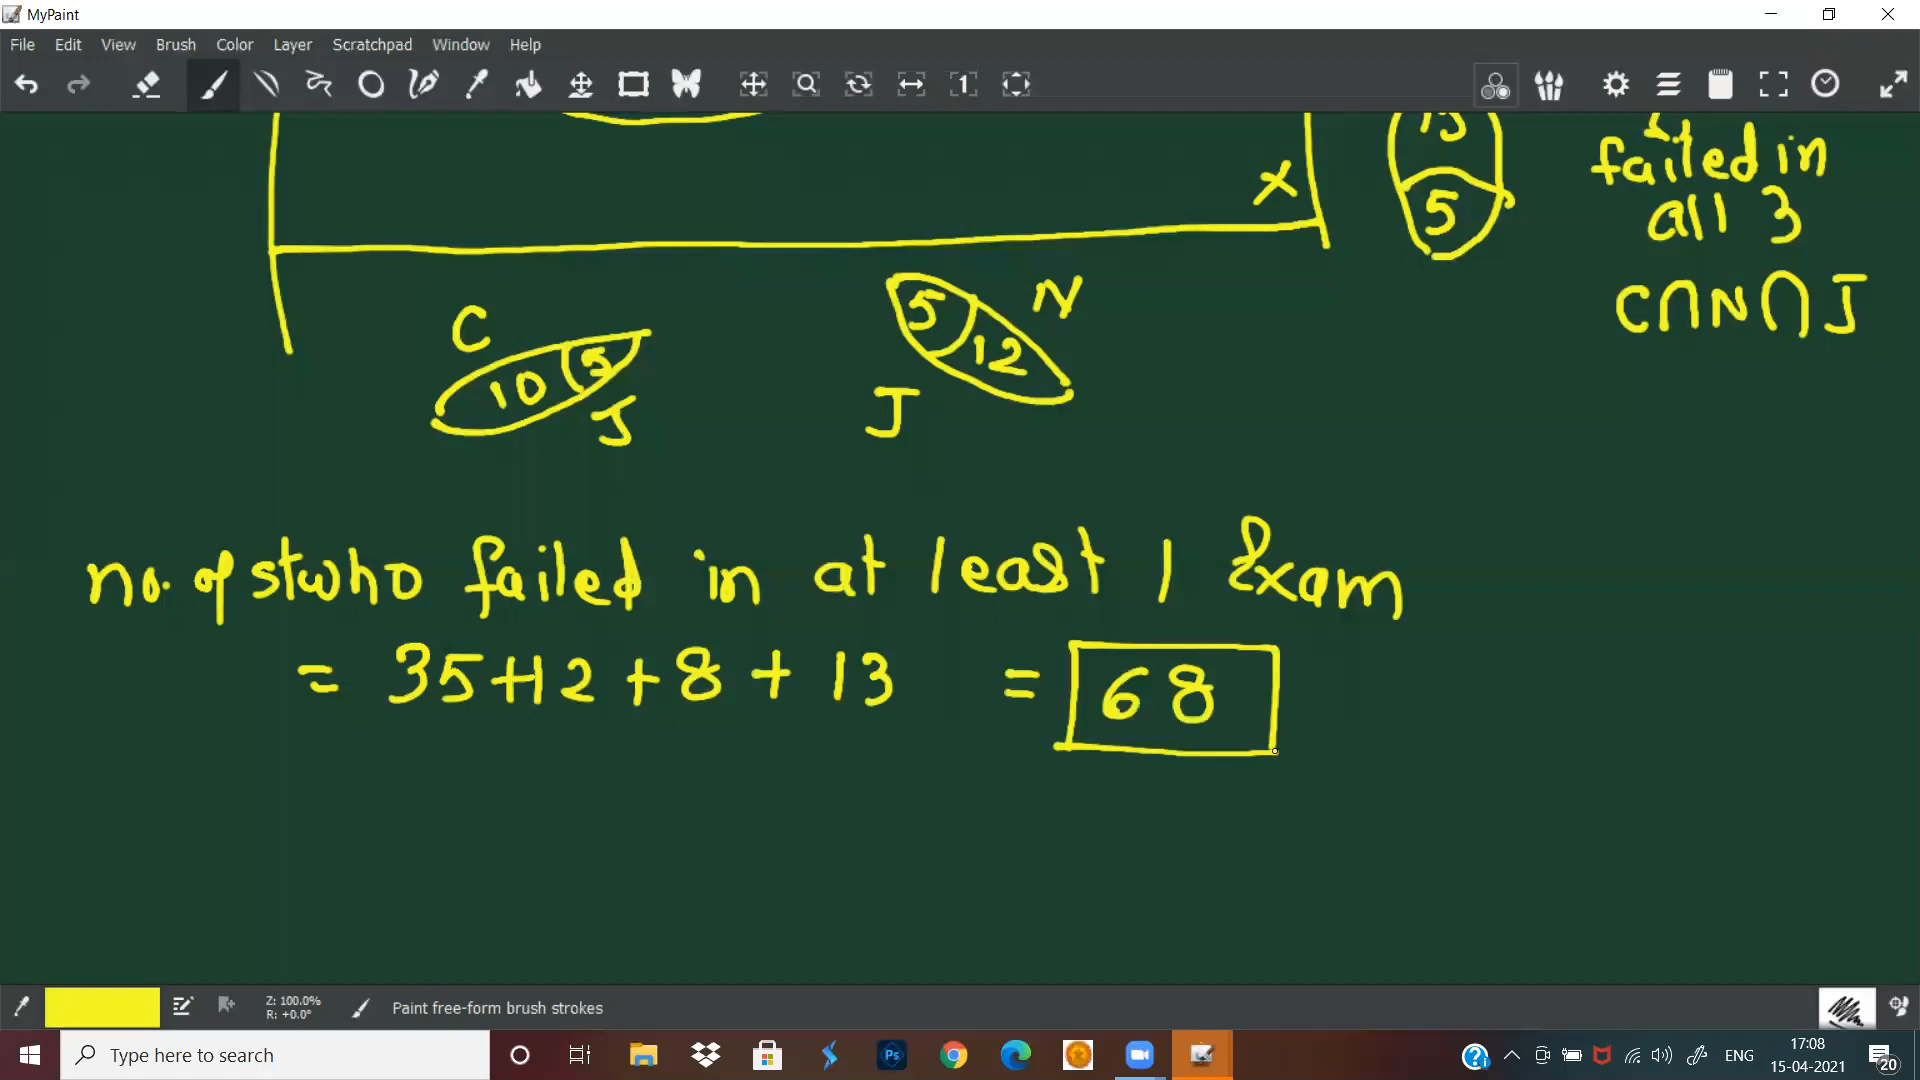 MyPaint
File Edit View Brush Color Layer Scratchpad Window Help
13
5
failed in
all 3
C∩N∩J
X
C
10 5
J
5 12
N
J
no. of st who failed in at least 1 Exam
= 35+12+8+13 = 68
Z: 100.0%
R: +0.0°
Paint free-form brush strokes
Type here to search
Ps
ENG
17:08
15-04-2021
20